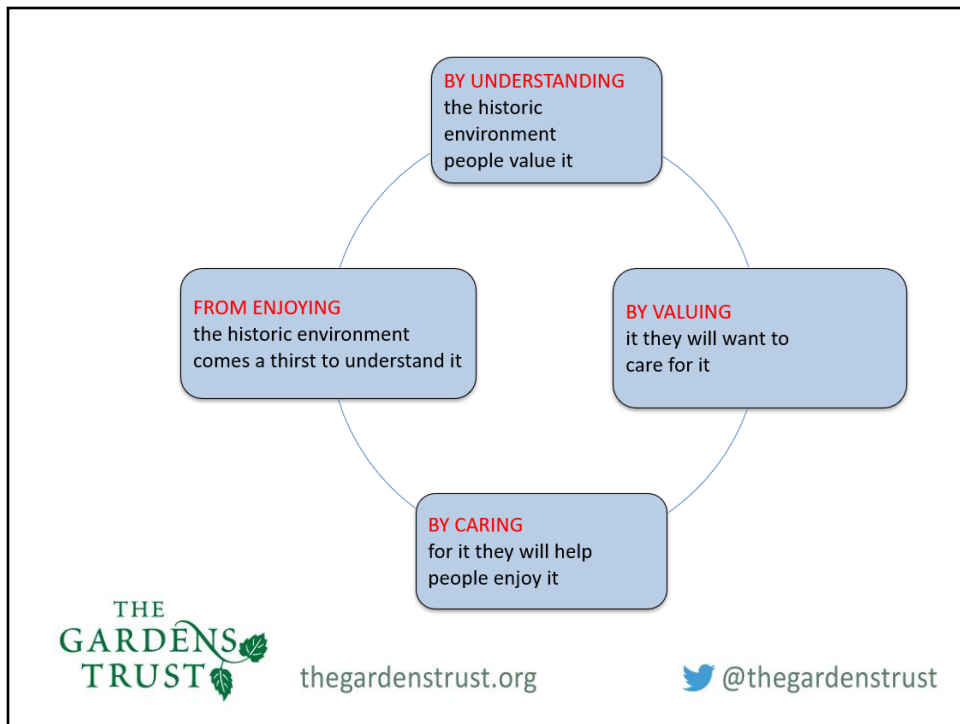 BY UNDERSTANDING
the historic
environment
people value it
FROM ENJOYING
the historic environment
comes a thirst to understand it
BY VALUING
it they will want to
care for it
BY CARING
for it they will help
people enjoy it
THE
GARDENS
TRUST
thegardenstrust.org
@thegardenstrust